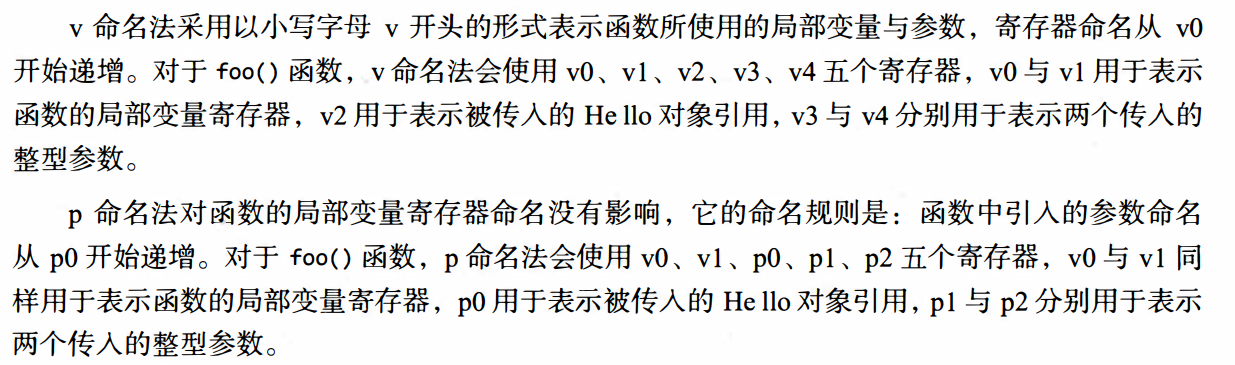 v 命名法采用以小写字母 v 开头的形式表示函数所使用的局部变量与参数，寄存器命名从 v0
开始递增。对于 foo() 函数，v 命名法会使用 v0、v1、v2、v3、v4 五个寄存器，v0 与 v1 用于表示
函数的局部变量寄存器，v2 用于表示被传入的 He llo 对象引用，v3 与 v4 分别用于表示两个传入的
整型参数。
p 命名法对函数的局部变量寄存器命名没有影响，它的命名规则是：函数中引入的参数命名
从 p0 开始递增。对于 foo() 函数，p 命名法会使用 v0、v1、p0、p1、p2 五个寄存器，v0 与 v1 同
样用于表示函数的局部变量寄存器，p0 用于表示被传入的 He llo 对象引用，p1 与 p2 分别用于表示
两个传入的整型参数。